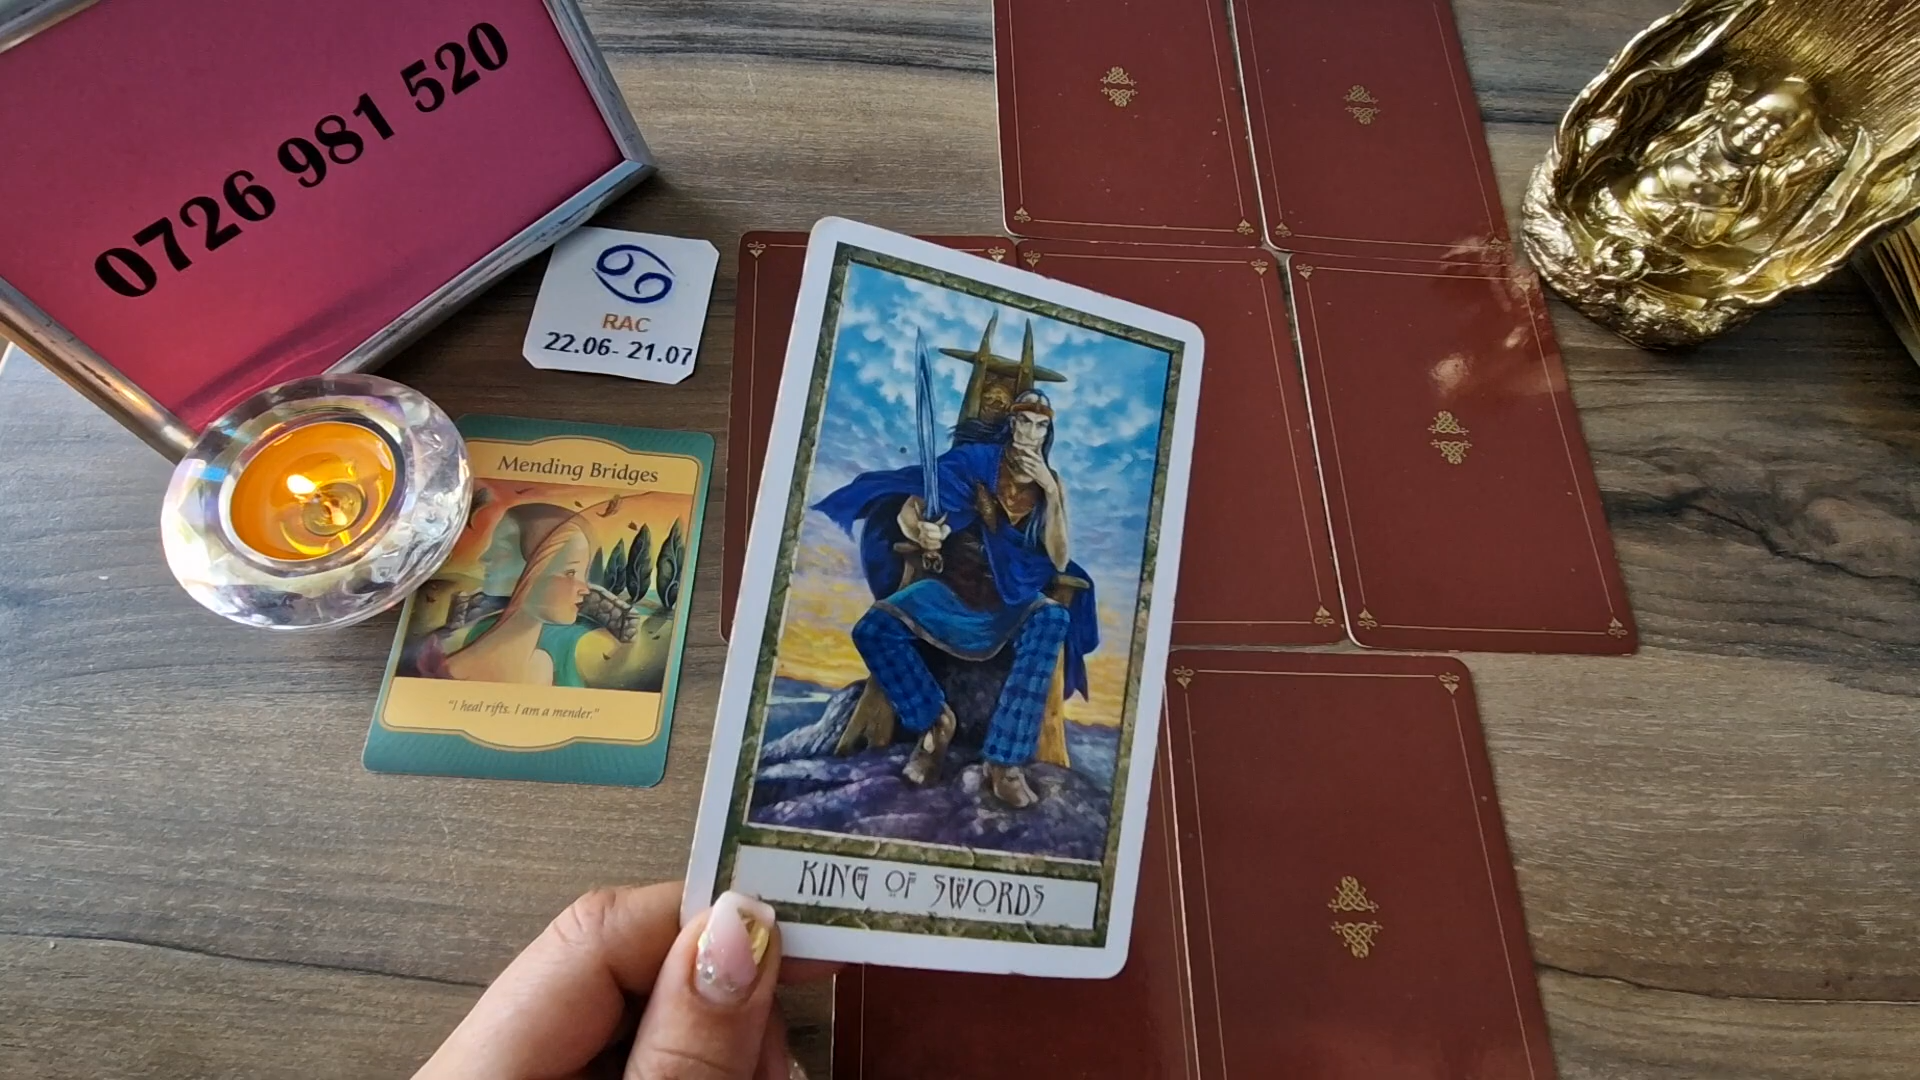 0726 981 520
RAC
22.06- 21.07
Mending Bridges
"I heal rifts. I am a mender."
KING OF SWORDS